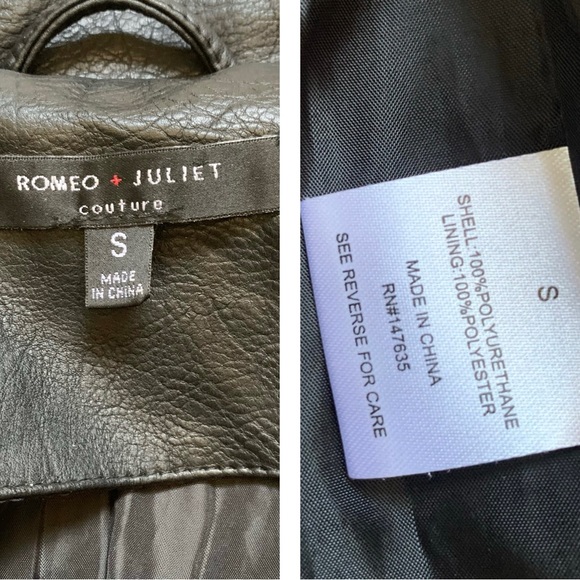 ROMEO + JULIET
couture
S
MADE
IN CHINA
S
SHELL:100%POLYURETHANE
LINING:100%POLYESTER
MADE IN CHINA
RN#147635
SEE REVERSE FOR CARE